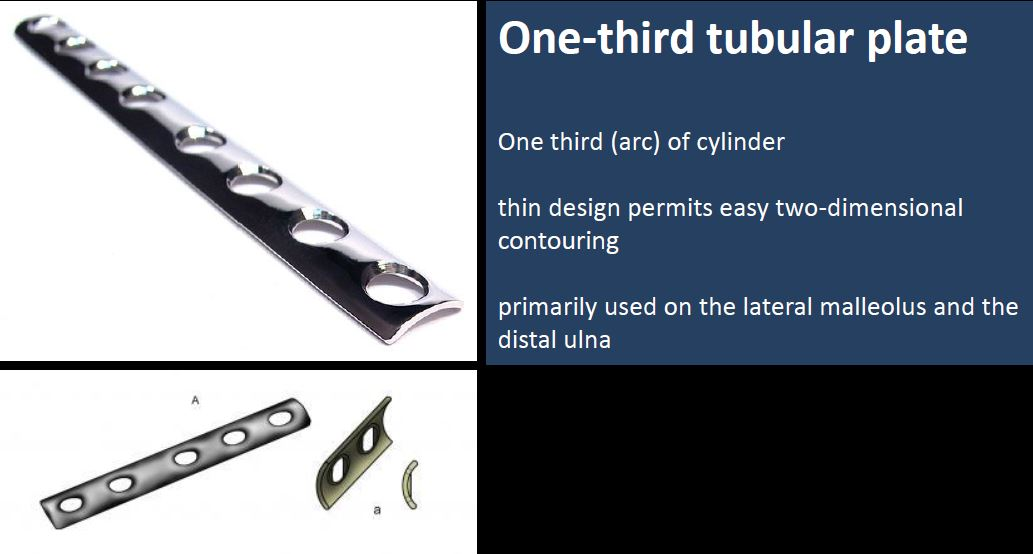 One-third tubular plate
One third (arc) of cylinder
thin design permits easy two-dimensional
contouring
primarily used on the lateral malleolus and the
distal ulna
A
a